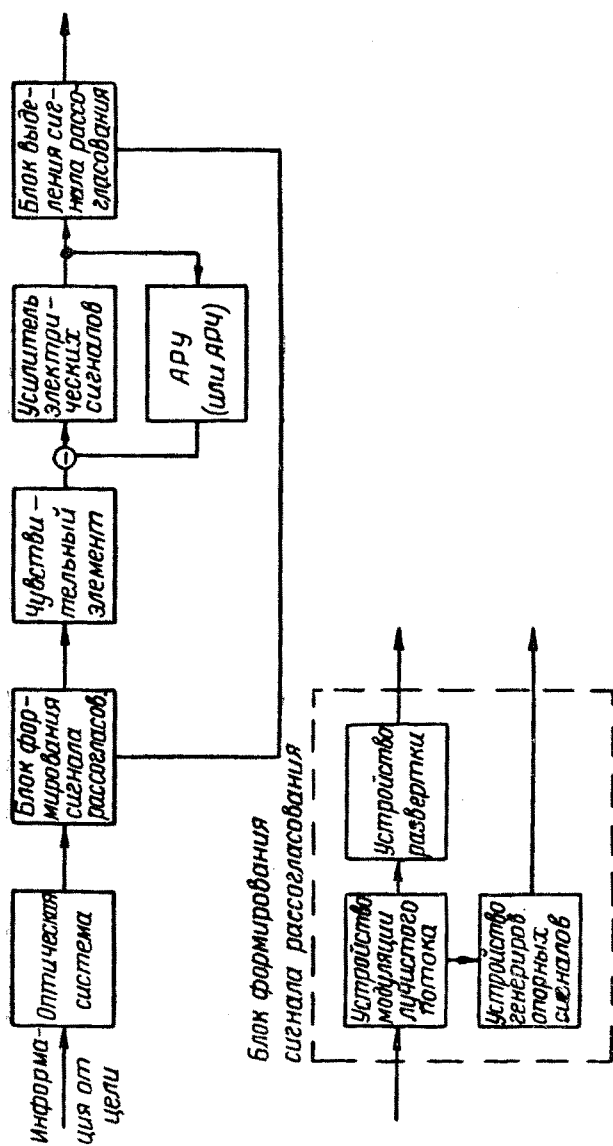 Информа-
ция от
цели
Оптическая
система
Блок фор-
мирования
сигнала
рассогласов.
Чувстви-
тельный
элемент
−
Усилитель
электри-
ческих
сигналов
АРУ
(или АРЧ)
Блок выде-
ления сиг-
нала рассо-
гласования
Блок формирования
сигнала рассогласования
Устройство
модуляции
лучистого
потока
Устройство
развертки
Устройство
генериров.
опорных
сигналов